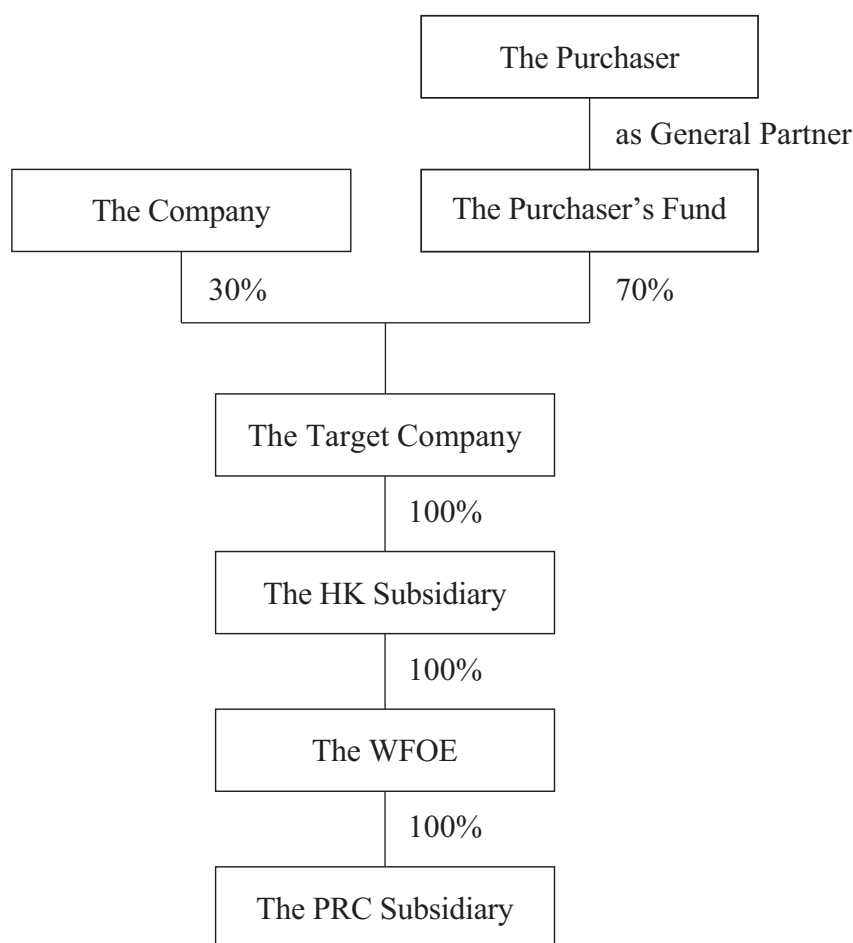 The Purchaser
as General Partner
The Company
The Purchaser’s Fund
30%
70%
The Target Company
100%
The HK Subsidiary
100%
The WFOE
100%
The PRC Subsidiary